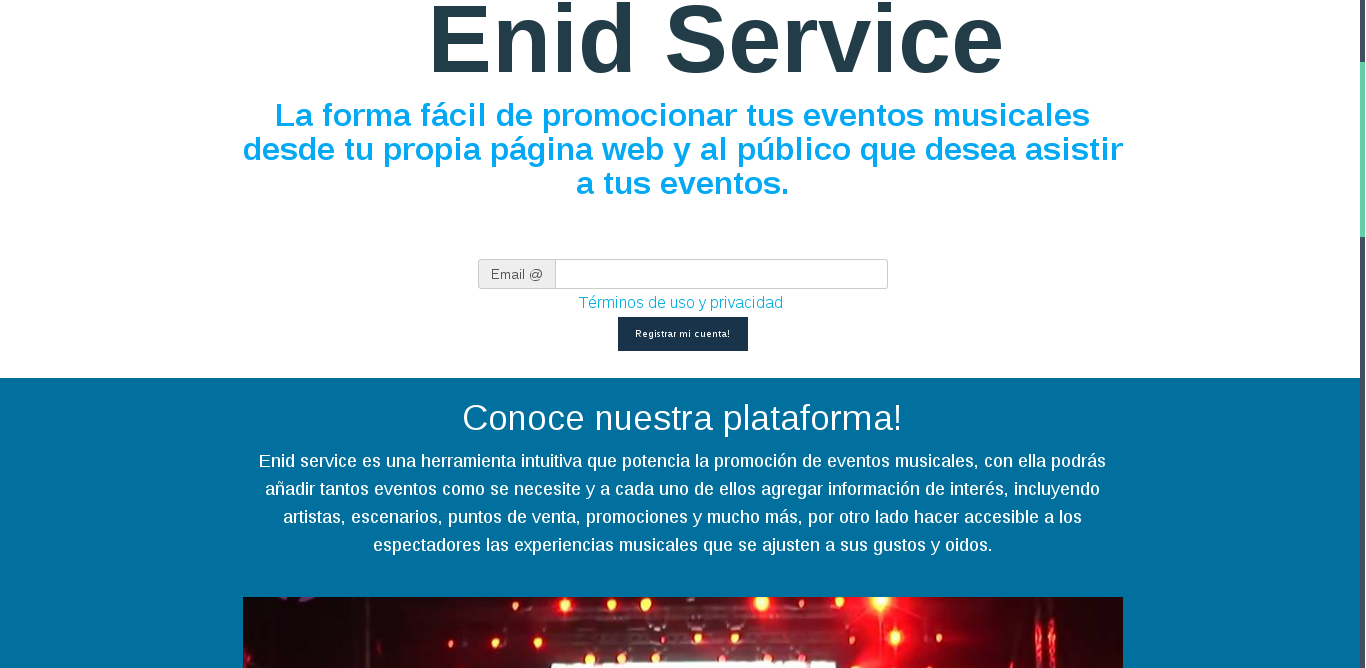 Enid Service
La forma fácil de promocionar tus eventos musicales
desde tu propia página web y al público que desea asistir
a tus eventos.
Email @
Términos de uso y privacidad
Registrar mi cuenta!
Conoce nuestra plataforma!
Enid service es una herramienta intuitiva que potencia la promoción de eventos musicales, con ella podrás
añadir tantos eventos como se necesite y a cada uno de ellos agregar información de interés, incluyendo
artistas, escenarios, puntos de venta, promociones y mucho más, por otro lado hacer accesible a los
espectadores las experiencias musicales que se ajusten a sus gustos y oidos.